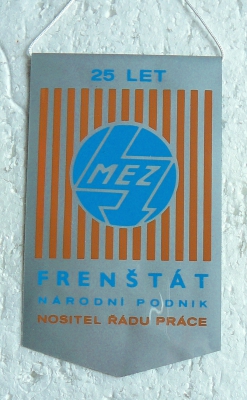 25 LET
MEZ
FRENŠTÁT
NÁRODNÍ PODNIK
NOSITEL ŘÁDU PRÁCE